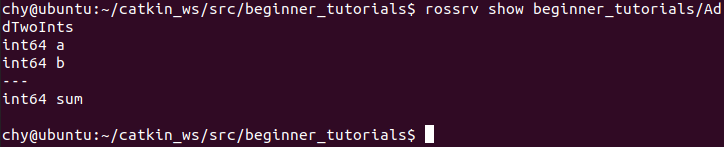 chy@ubuntu:~/catkin_ws/src/beginner_tutorials$ rossrv show beginner_tutorials/Ad
dTwoInts
int64 a
int64 b
---
int64 sum
chy@ubuntu:~/catkin_ws/src/beginner_tutorials$